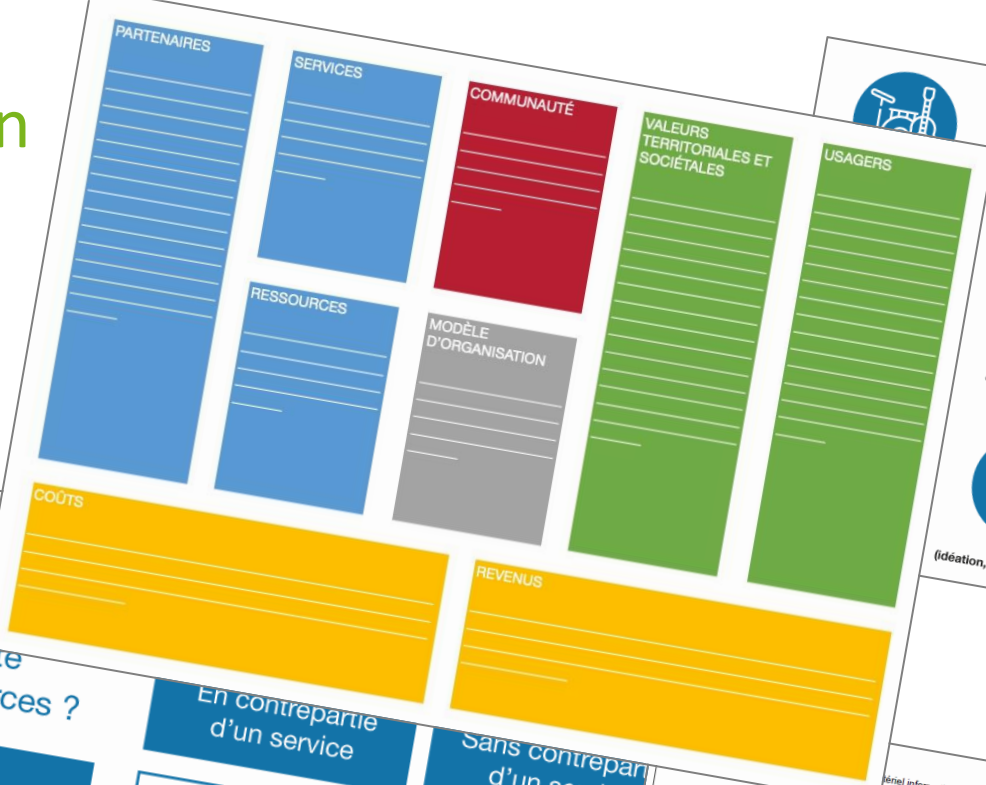 n
PARTENAIRES
SERVICES
COMMUNAUTÉ
VALEURS
TERRITORIALES ET
SOCIÉTALES
USAGERS
RESSOURCES
MODÈLE
D'ORGANISATION
COÛTS
REVENUS
(idéation,
ces ?
En contrepartie
d'un service
Sans contrepar
d'un